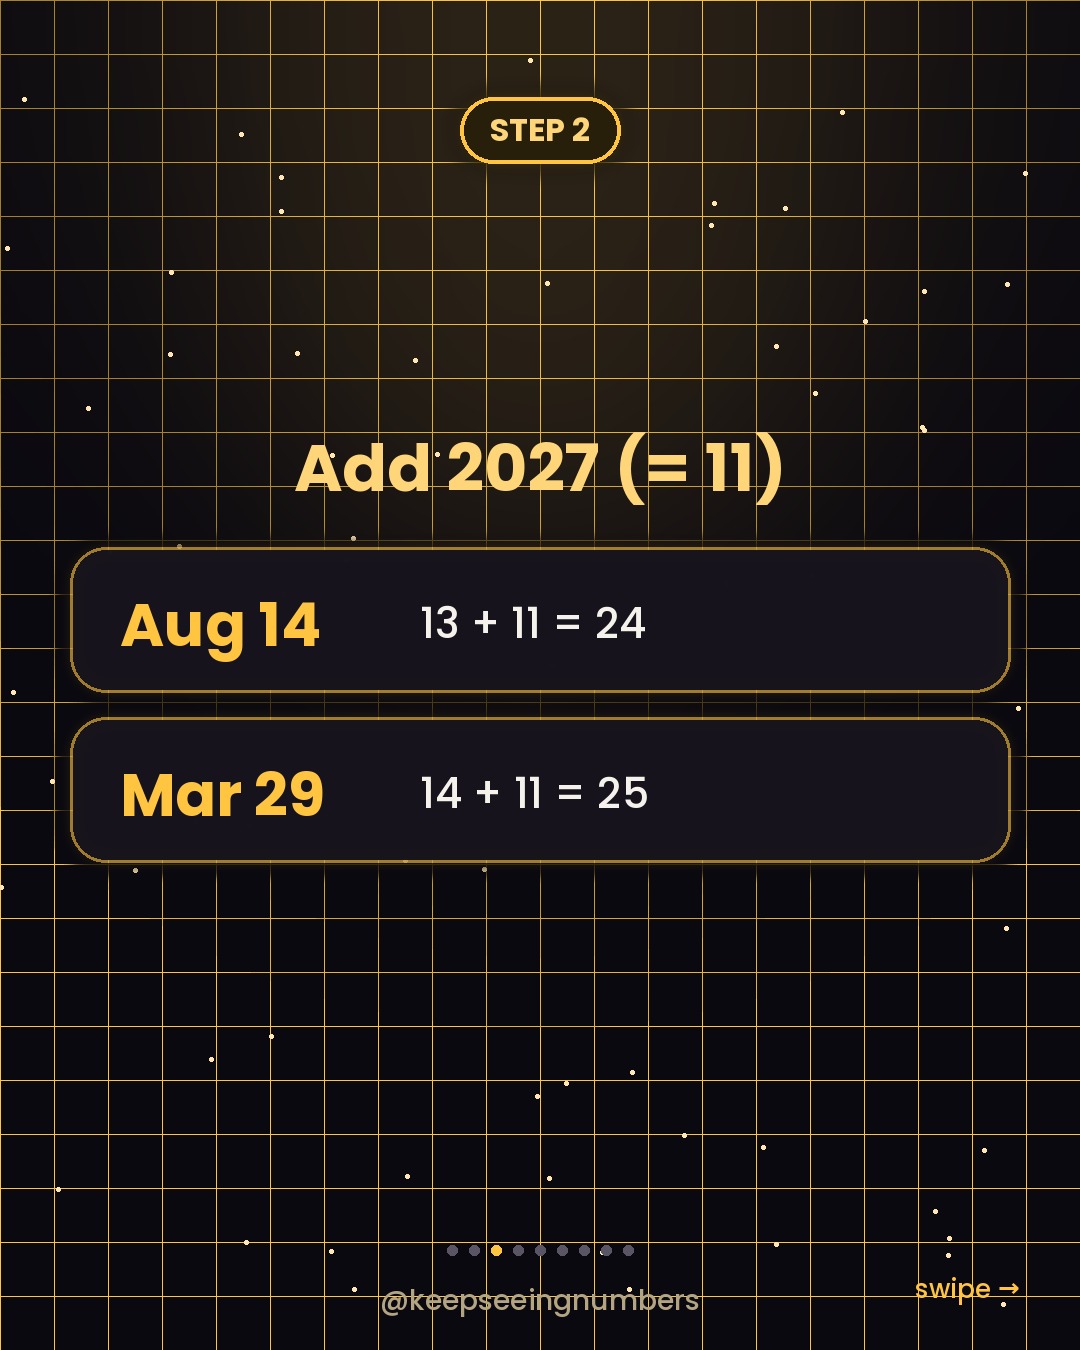 STEP 2
Add 2027 (= 11)
Aug 14 13 + 11 = 24
Mar 29 14 + 11 = 25
@keepseeingnumbers
swipe →